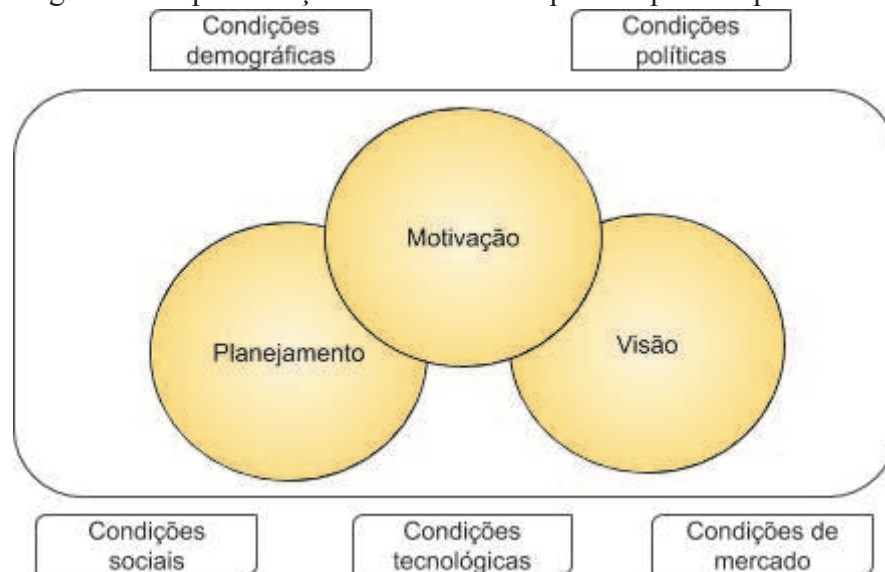 Condições
demográficas
Condições
políticas
Motivação
Planejamento
Visão
Condições
sociais
Condições
tecnológicas
Condições de
mercado